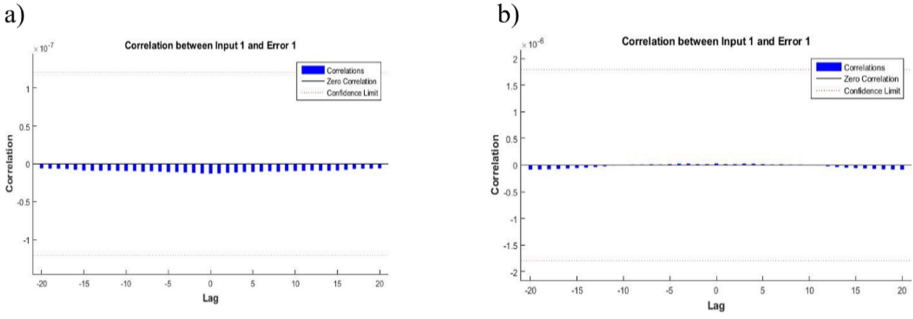 a)
Correlation between Input 1 and Error 1
× 10⁻⁷
Correlations
Zero Correlation
Confidence Limit
1
0.5
0
-0.5
-1
Correlation
-20 -15 -10 -5 0 5 10 15 20
Lag
b)
Correlation between Input 1 and Error 1
× 10⁻⁶
Correlations
Zero Correlation
Confidence Limit
2
1.5
1
0.5
0
-0.5
-1
-1.5
-2
Correlation
-20 -15 -10 -5 0 5 10 15 20
Lag